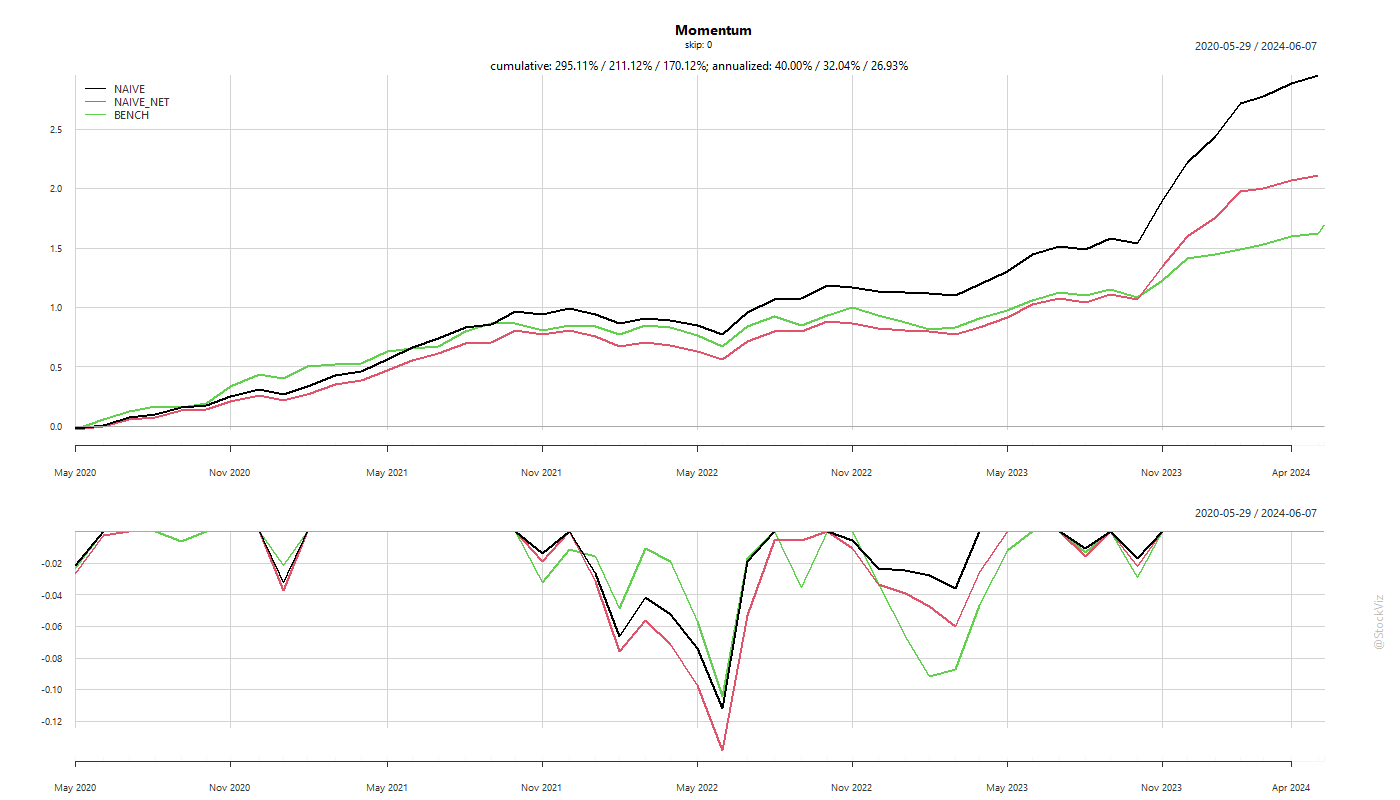 Momentum
skip: 0
2020-05-29 / 2024-06-07
cumulative: 295.11% / 211.12% / 170.12%; annualized: 40.00% / 32.04% / 26.93%
NAIVE
NAIVE_NET
BENCH
2.5
2.0
1.5
1.0
0.5
0.0
May 2020 Nov 2020 May 2021 Nov 2021 May 2022 Nov 2022 May 2023 Nov 2023 Apr 2024
2020-05-29 / 2024-06-07
-0.02
-0.04
-0.06
-0.08
-0.10
-0.12
May 2020 Nov 2020 May 2021 Nov 2021 May 2022 Nov 2022 May 2023 Nov 2023 Apr 2024
@StockViz